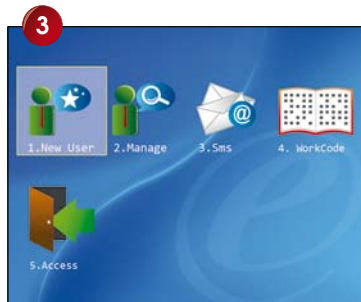 3
1.New User
2.Manage
3.Sms
4. WorkCode
5.Access